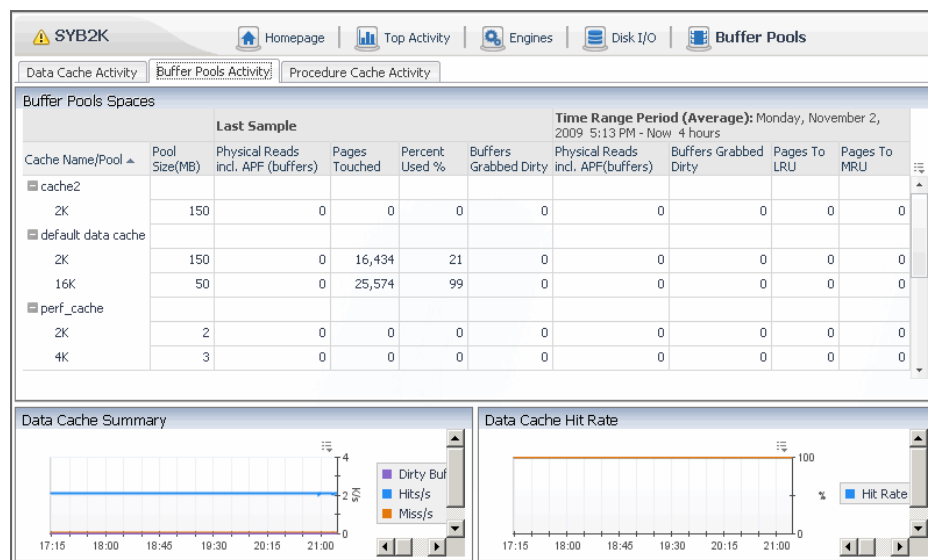 SYB2K Homepage Top Activity Engines Disk I/O Buffer Pools
Data Cache Activity Buffer Pools Activity Procedure Cache Activity
Buffer Pools Spaces
Last Sample Time Range Period (Average): Monday, November 2,
2009 5:13 PM - Now 4 hours
Cache Name/Pool Pool Size(MB) Physical Reads incl. APF (buffers) Pages Touched Percent Used % Buffers Grabbed Dirty Physical Reads incl. APF(buffers) Buffers Grabbed Dirty Pages To LRU Pages To MRU
cache2
2K 150 0 0 0 0 0 0 0 0
default data cache
2K 150 0 16,434 21 0 0 0 0 0
16K 50 0 25,574 99 0 0 0 0 0
perf_cache
2K 2 0 0 0 0 0 0 0 0
4K 3 0 0 0 0 0 0 0 0
Data Cache Summary
4
2
0
K/s
17:15 18:00 18:45 19:30 20:15 21:00
Dirty Buf
Hits/s
Miss/s
Data Cache Hit Rate
100
%
0
17:15 18:00 18:45 19:30 20:15 21:00
Hit Rate